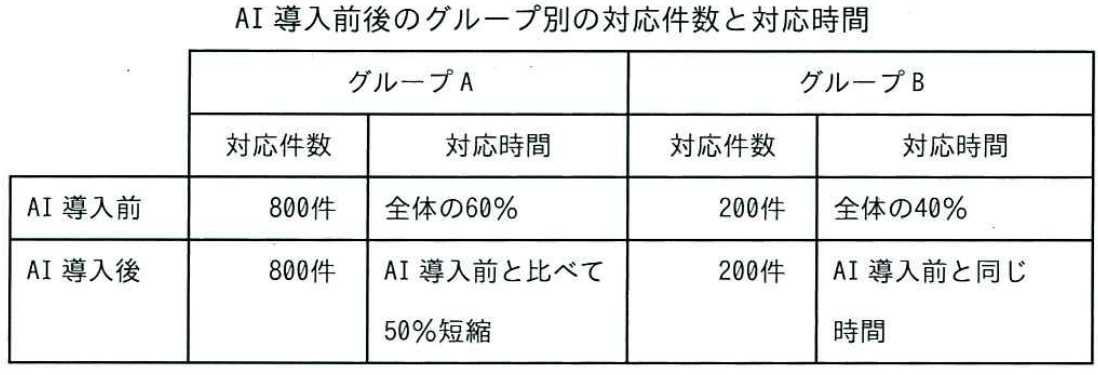 AI 導入前後のグループ別の対応件数と対応時間
グループ A グループ B
対応件数 対応時間 対応件数 対応時間
AI 導入前 800件 全体の60% 200件 全体の40%
AI 導入後 800件 AI 導入前と比べて 200件 AI 導入前と同じ
50%短縮 時間